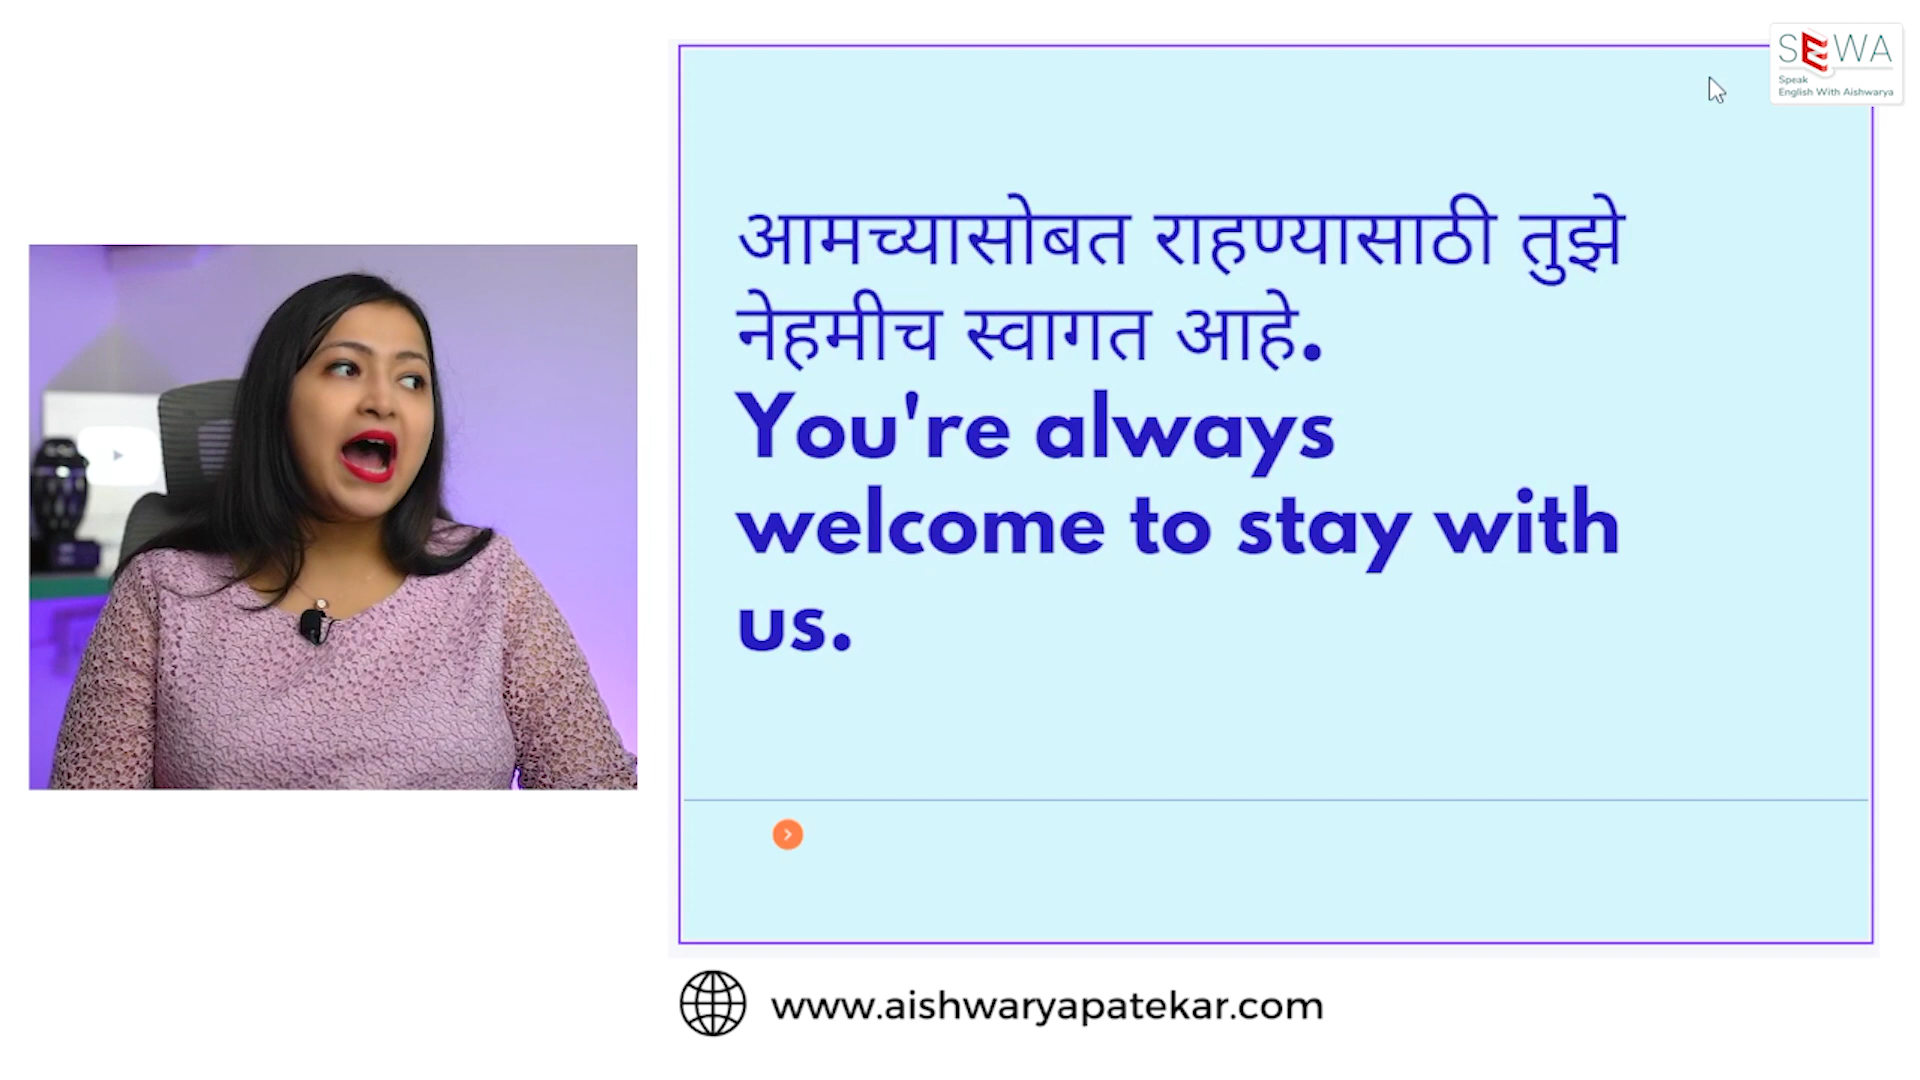 SEWA
Speak
English With Aishwarya
आमच्यासोबत राहण्यासाठी तुझे
नेहमीच स्वागत आहे.
You're always
welcome to stay with
us.
www.aishwaryapatekar.com